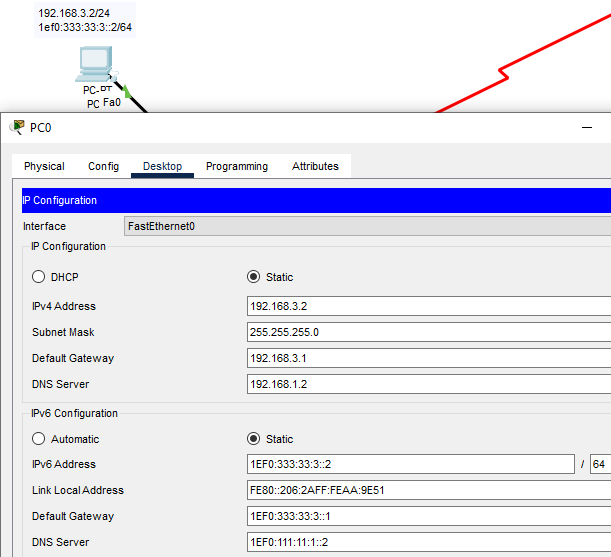 192.168.3.2/24
1ef0:333:33:3::2/64
PC-PT
PC Fa0
PC0
Physical Config Desktop Programming Attributes
IP Configuration
Interface FastEthernet0
IP Configuration
DHCP Static
IPv4 Address 192.168.3.2
Subnet Mask 255.255.255.0
Default Gateway 192.168.3.1
DNS Server 192.168.1.2
IPv6 Configuration
Automatic Static
IPv6 Address 1EF0:333:33:3::2 / 64
Link Local Address FE80::206:2AFF:FEAA:9E51
Default Gateway 1EF0:333:33:3::1
DNS Server 1EF0:111:11:1::2